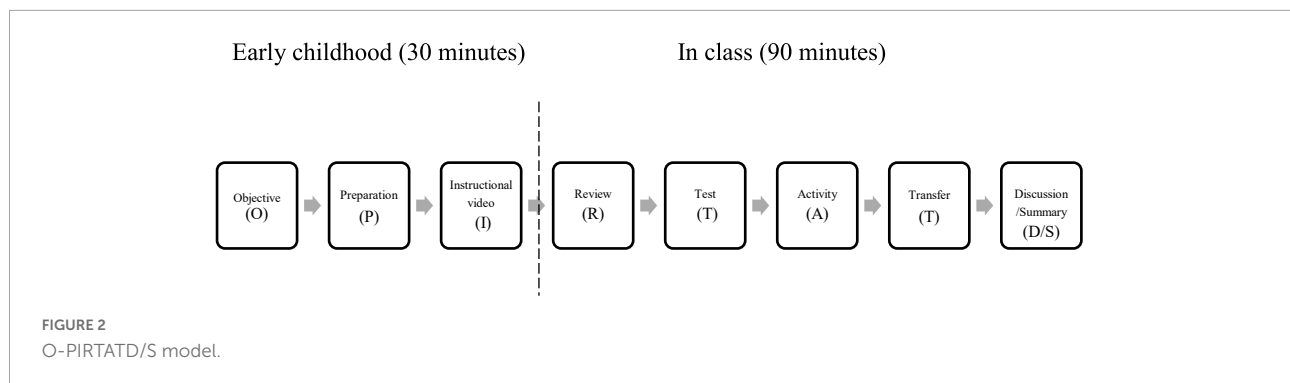 Early childhood (30 minutes)
In class (90 minutes)
Objective
(O)
Preparation
(P)
Instructional
video
(I)
Review
(R)
Test
(T)
Activity
(A)
Transfer
(T)
Discussion
/Summary
(D/S)
FIGURE 2
O-PIRTATD/S model.